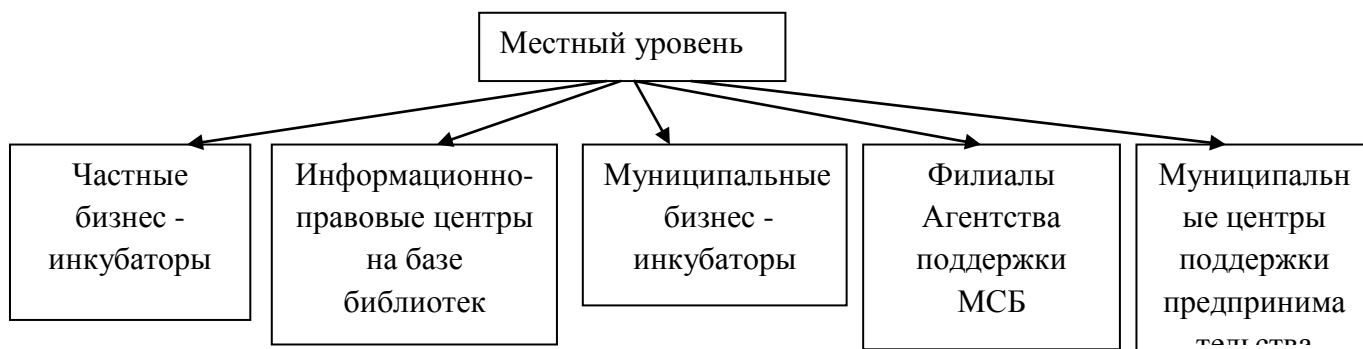 Местный уровень
Частные
бизнес -
инкубаторы
Информационно-
правовые центры
на базе
библиотек
Муниципальные
бизнес -
инкубаторы
Филиалы
Агентства
поддержки
МСБ
Муниципальн
ые центры
поддержки
предпринима
тельства